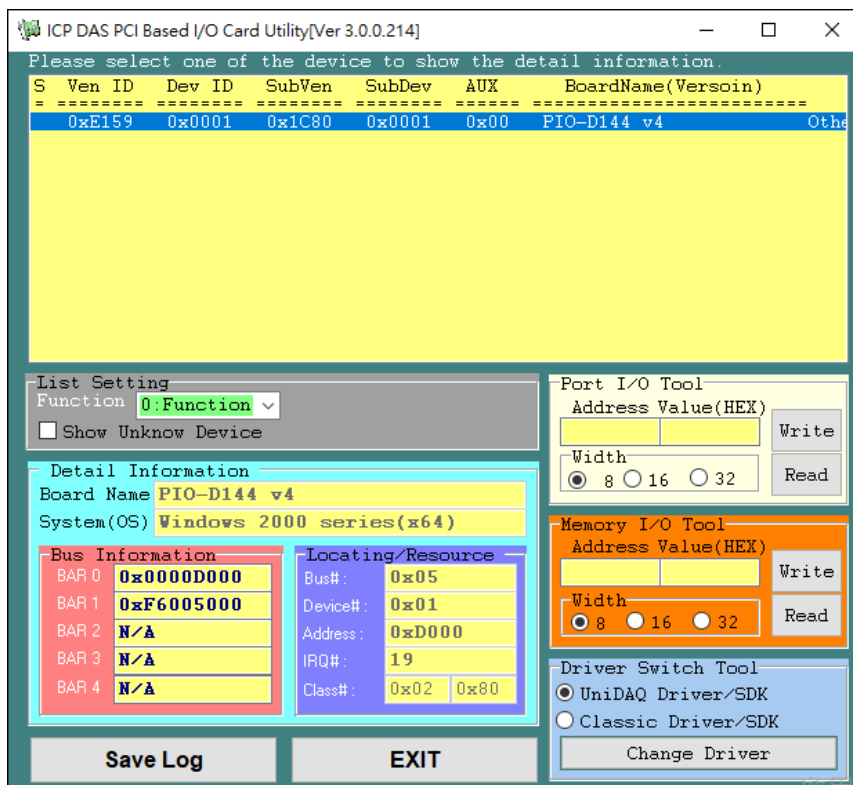 ICP DAS PCI Based I/O Card Utility[Ver 3.0.0.214]
Please select one of the device to show the detail information.
S Ven ID Dev ID SubVen SubDev AUX BoardName(Versoin)
= ======== ======== ======== ======== ====== =========================
0xE159 0x0001 0x1C80 0x0001 0x00 PIO-D144 v4 Othe
List Setting
Function 0:Function
Show Unknow Device
Detail Information
Board Name PIO-D144 v4
System(OS) Windows 2000 series(x64)
Bus Information
BAR 0 0x0000D000
BAR 1 0xF6005000
BAR 2 N/A
BAR 3 N/A
BAR 4 N/A
Locating/Resource
Bus#: 0x05
Device#: 0x01
Address: 0xD000
IRQ#: 19
Class#: 0x02 0x80
Save Log
EXIT
Port I/O Tool
Address Value(HEX)
Write
Width
8 16 32
Read
Memory I/O Tool
Address Value(HEX)
Write
Width
8 16 32
Read
Driver Switch Tool
UniDAQ Driver/SDK
Classic Driver/SDK
Change Driver